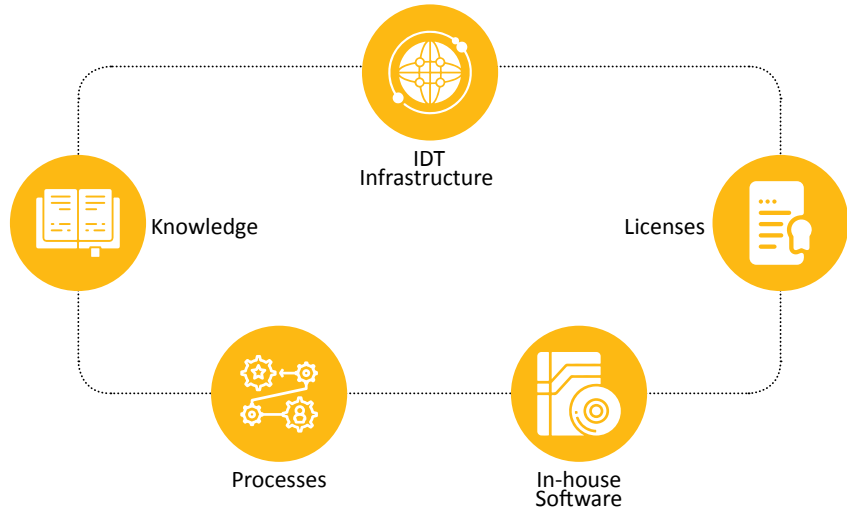 IDT
Infrastructure
Knowledge
Licenses
Processes
In-house
Software